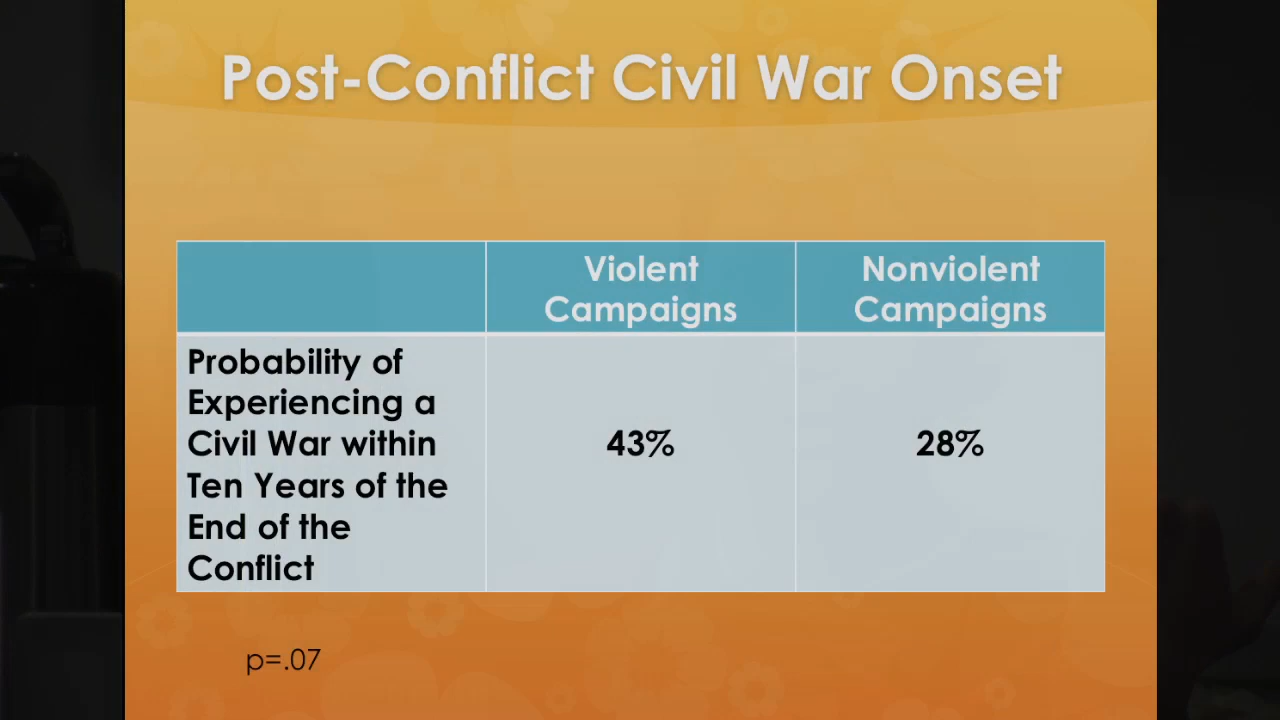 Post-Conflict Civil War Onset
Violent
Campaigns
Nonviolent
Campaigns
Probability of
Experiencing a
Civil War within
Ten Years of the
End of the
Conflict
43%
28%
p=.07